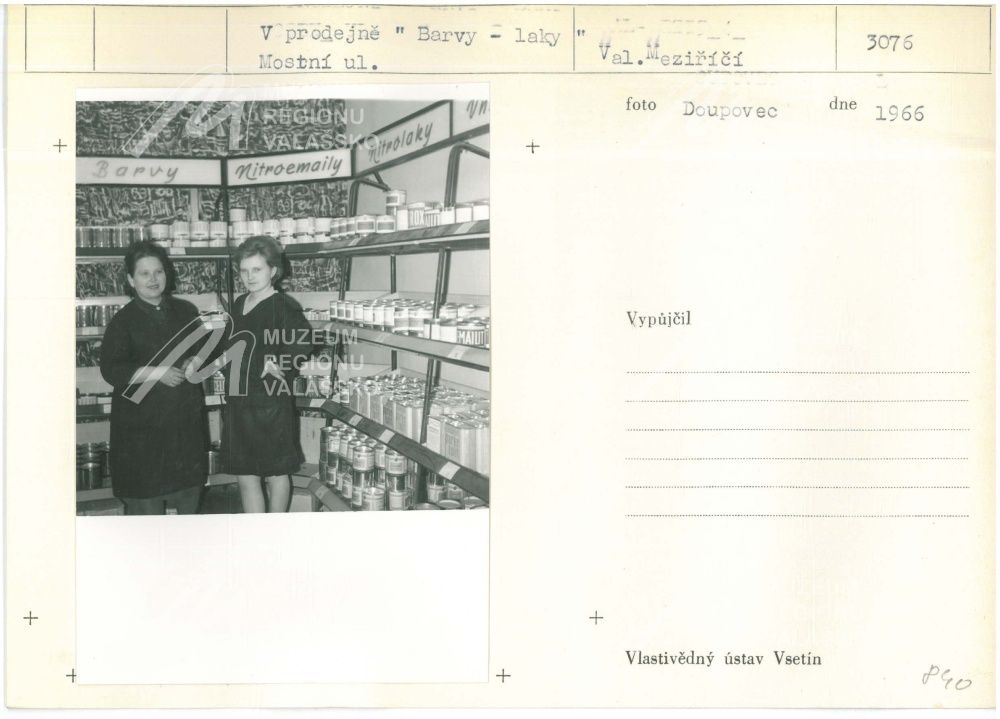 V prodejně " Barvy - laky "
Mostní ul.
Val.Meziříčí
3076
foto Doupovec dne 1966
MUZEUM
REGIONU
VALAŠSKO
Barvy
Nitroemaily
Nitrolaky
MUZEUM
REGIONU
VALAŠSKO
Vypůjčil
Vlastivědný ústav Vsetín